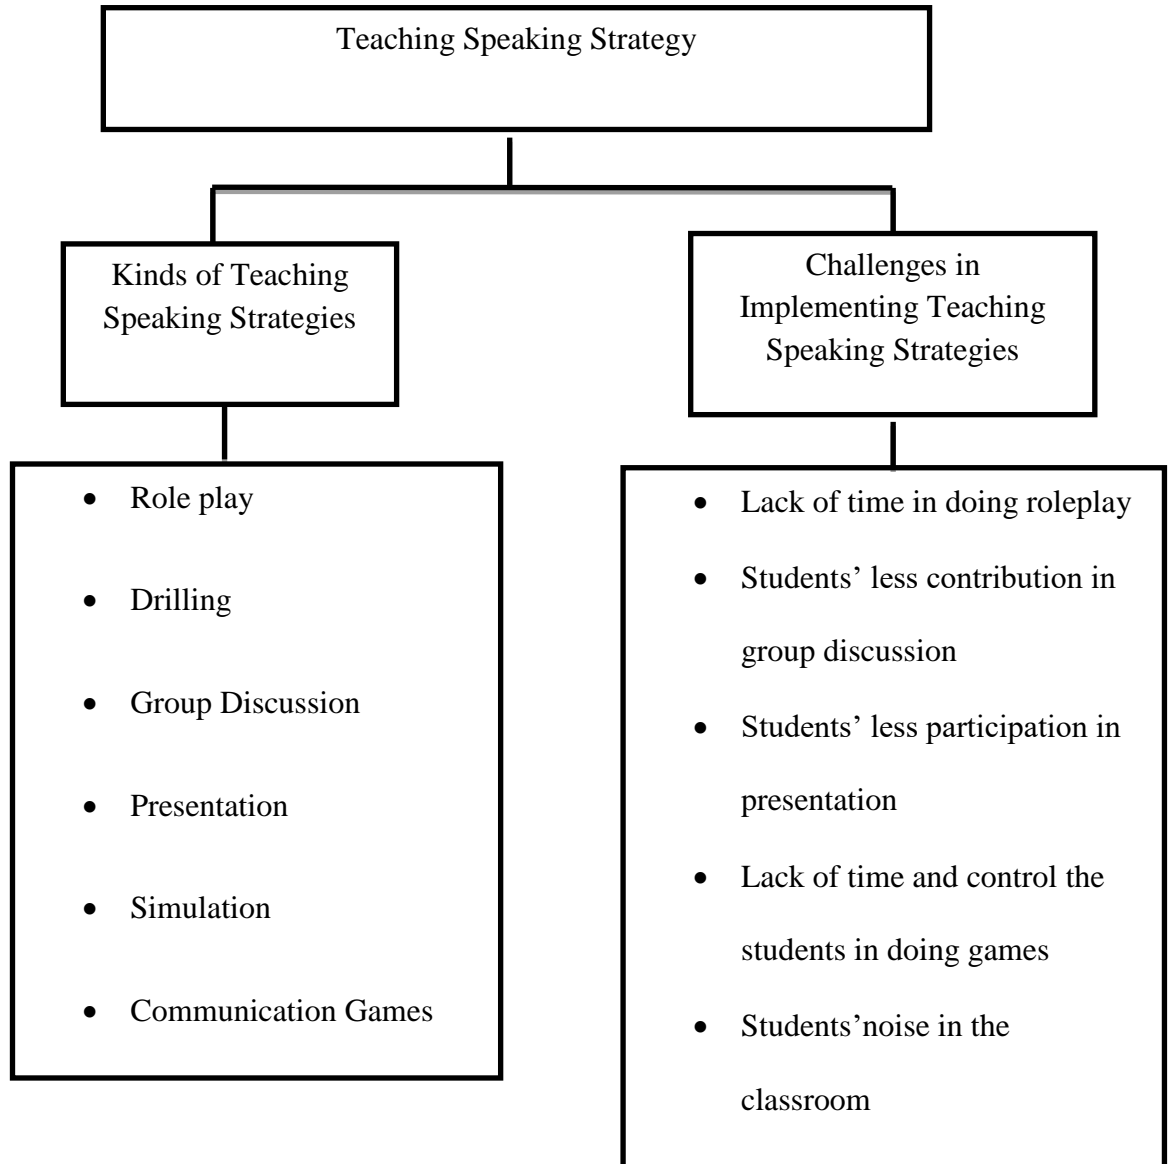 Teaching Speaking Strategy
Kinds of Teaching
Speaking Strategies
Challenges in
Implementing Teaching
Speaking Strategies
• Role play
• Drilling
• Group Discussion
• Presentation
• Simulation
• Communication Games
• Lack of time in doing roleplay
• Students’ less contribution in
group discussion
• Students’ less participation in
presentation
• Lack of time and control the
students in doing games
• Students’noise in the
classroom